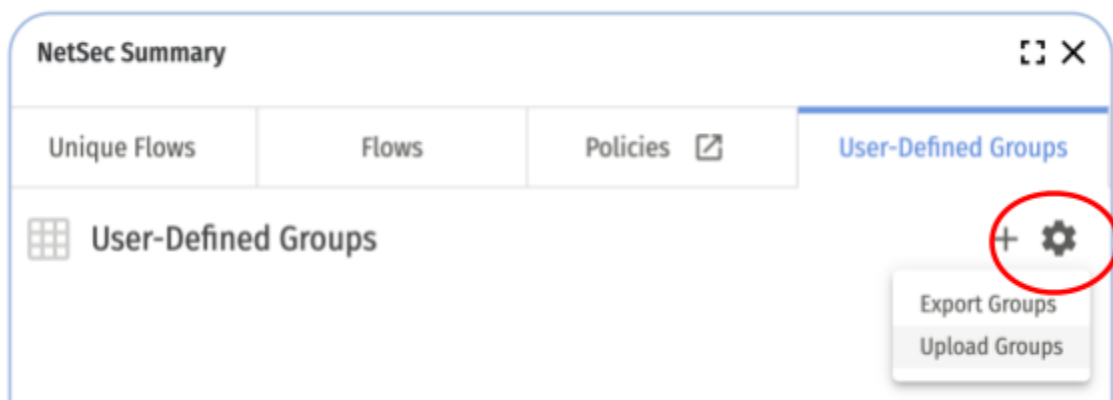 NetSec Summary
Unique Flows Flows Policies User-Defined Groups
User-Defined Groups
Export Groups
Upload Groups